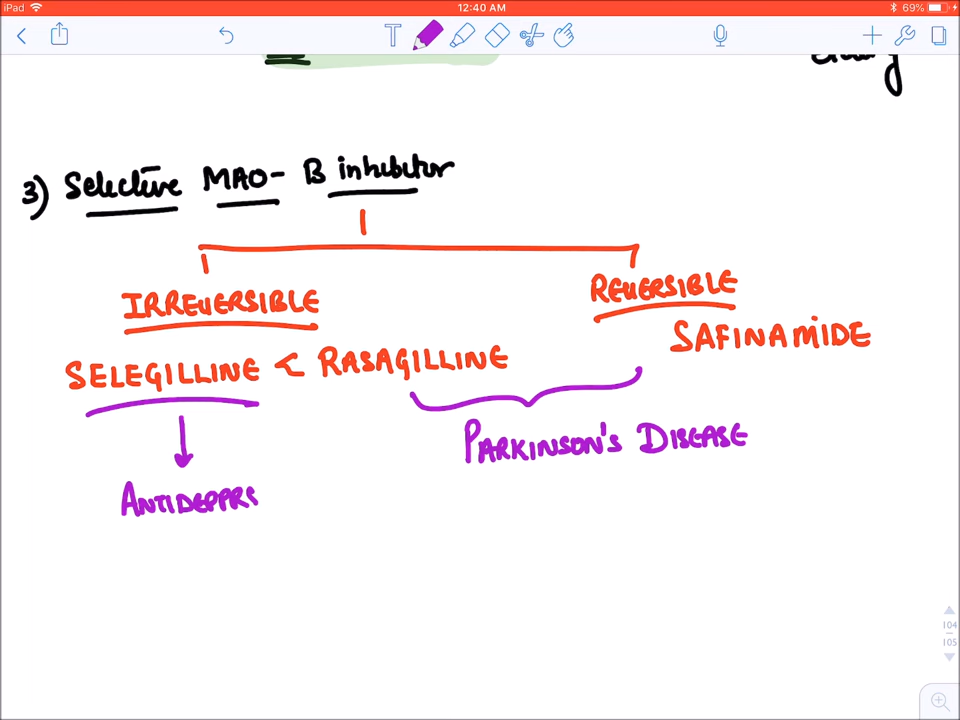 iPad 12:40 AM 69%
T
3) Selective MAO- B inhibitor
IRREVERSIBLE
REVERSIBLE
SELEGILLINE < RASAGILLINE
SAFINAMIDE
PARKINSON'S DISEASE
ANTIDEPPRS
104
105